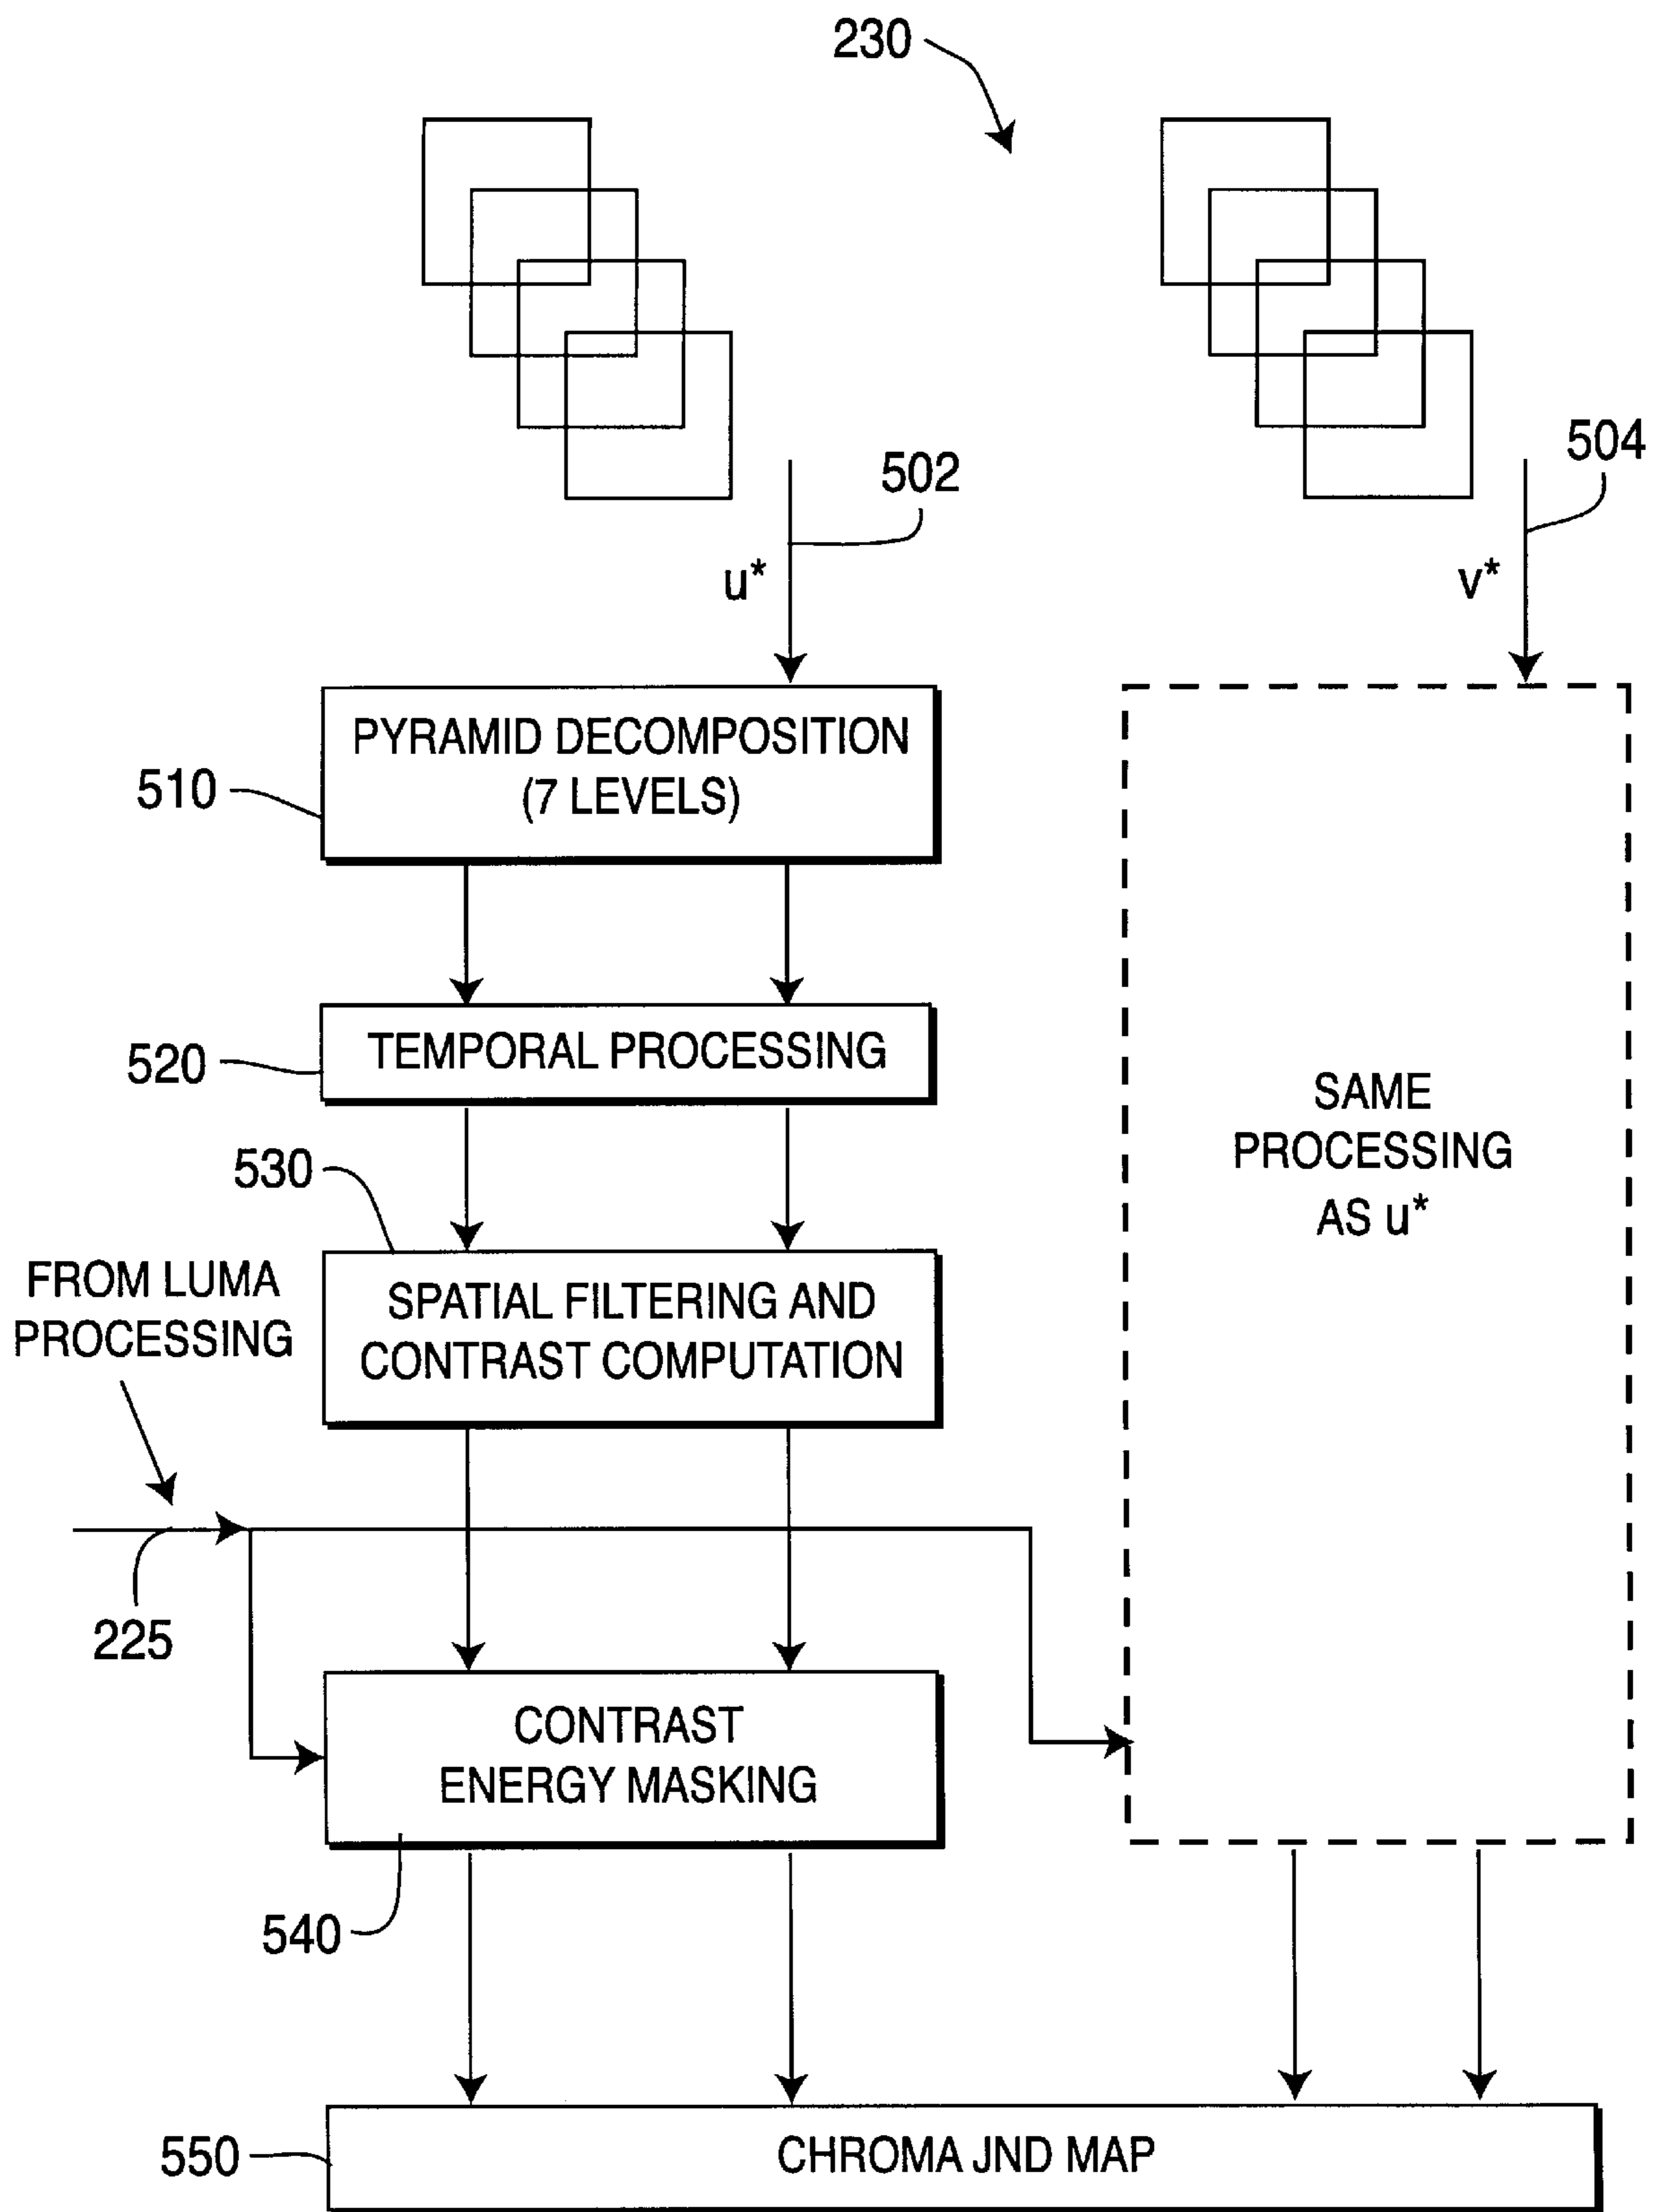 230
502
504
u*
v*
PYRAMID DECOMPOSITION
(7 LEVELS)
510
TEMPORAL PROCESSING
520
SAME
PROCESSING
AS u*
530
FROM LUMA
PROCESSING
SPATIAL FILTERING AND
CONTRAST COMPUTATION
225
CONTRAST
ENERGY MASKING
540
550
CHROMA JND MAP